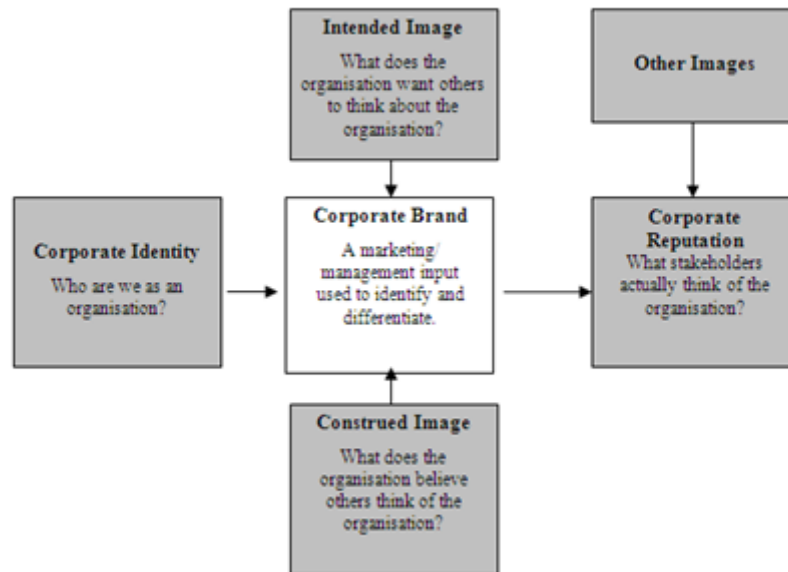 Intended Image
What does the
organisation want others
to think about the
organisation?
Other Images
Corporate Identity
Who are we as an
organisation?
Corporate Brand
A marketing/
management input
used to identify and
differentiate.
Corporate
Reputation
What stakeholders
actually think of the
organisation?
Construed Image
What does the
organisation believe
others think of the
organisation?